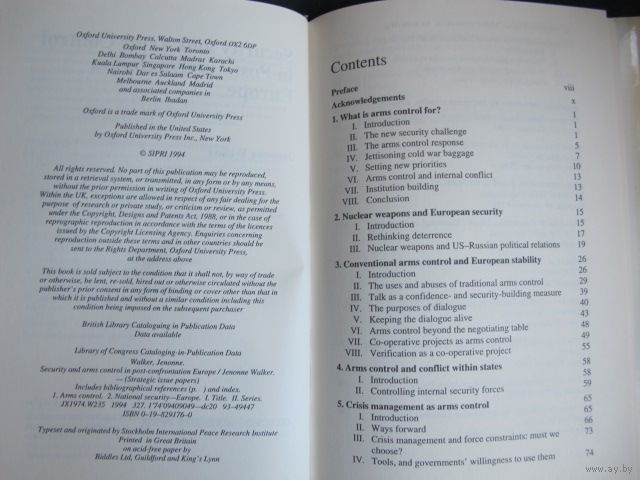 Oxford University Press, Walton Street, Oxford OX2 6DP
Oxford New York Toronto
Delhi Bombay Calcutta Madras Karachi
Kuala Lumpur Singapore Hong Kong Tokyo
Nairobi Dar es Salaam Cape Town
Melbourne Auckland Madrid
and associated companies in
Berlin Ibadan
Oxford is a trade mark of Oxford University Press
Published in the United States
by Oxford University Press Inc., New York
© SIPRI 1994
All rights reserved. No part of this publication may be reproduced,
stored in a retrieval system, or transmitted, in any form or by any means,
without the prior permission in writing of Oxford University Press.
Within the UK, exceptions are allowed in respect of any fair dealing for the
purpose of research or private study, or criticism or review, as permitted
under the Copyright, Designs and Patents Act, 1988, or in the case of
reprographic reproduction in accordance with the terms of the licences
issued by the Copyright Licensing Agency. Enquiries concerning
reproduction outside these terms and in other countries should be
sent to the Rights Department, Oxford University Press,
at the address above
This book is sold subject to the condition that it shall not, by way of trade
or otherwise, be lent, re-sold, hired out or otherwise circulated without the
publisher's prior consent in any form of binding or cover other than that in
which it is published and without a similar condition including this
condition being imposed on the subsequent purchaser
British Library Cataloguing in Publication Data
Data available
Library of Congress Cataloging-in-Publication Data
Walker, Jenonne.
Security and arms control in post-confrontation Europe / Jenonne Walker.
— (Strategic issue papers)
Includes bibliographical references (p. ) and index.
1. Arms control. 2. National security—Europe. I. Title. II. Series.
JX1974.W235 1994 327.1'74'09409049–dc20 93–49447
ISBN 0-19-829176-0
Typeset and originated by Stockholm International Peace Research Institute
Printed in Great Britain
on acid-free paper by
Biddles Ltd, Guildford and King's Lynn
Contents
Preface viii
Acknowledgements x
1. What is arms control for? 1
I. Introduction 1
II. The new security challenge 1
III. The arms control response 5
IV. Jettisoning cold war baggage 7
V. Setting new priorities 10
VI. Arms control and internal conflict 13
VII. Institution building 13
VIII. Conclusion 14
2. Nuclear weapons and European security 15
I. Introduction 15
II. Rethinking deterrence 17
III. Nuclear weapons and US–Russian political relations 19
3. Conventional arms control and European stability 26
I. Introduction 26
II. The uses and abuses of traditional arms control 29
III. Talk as a confidence- and security-building measure 39
IV. The purposes of dialogue 40
V. Keeping the dialogue alive 43
VI. Arms control beyond the negotiating table 48
VII. Co-operative projects as arms control 49
VIII. Verification as a co-operative project 55
4. Arms control and conflict within states 58
I. Introduction 58
II. Controlling internal security forces 59
5. Crisis management as arms control 65
I. Introduction 65
II. Ways forward 66
III. Crisis management and force constraints: must we 73
choose?
IV. Tools, and governments' willingness to use them 74
www.ay.by